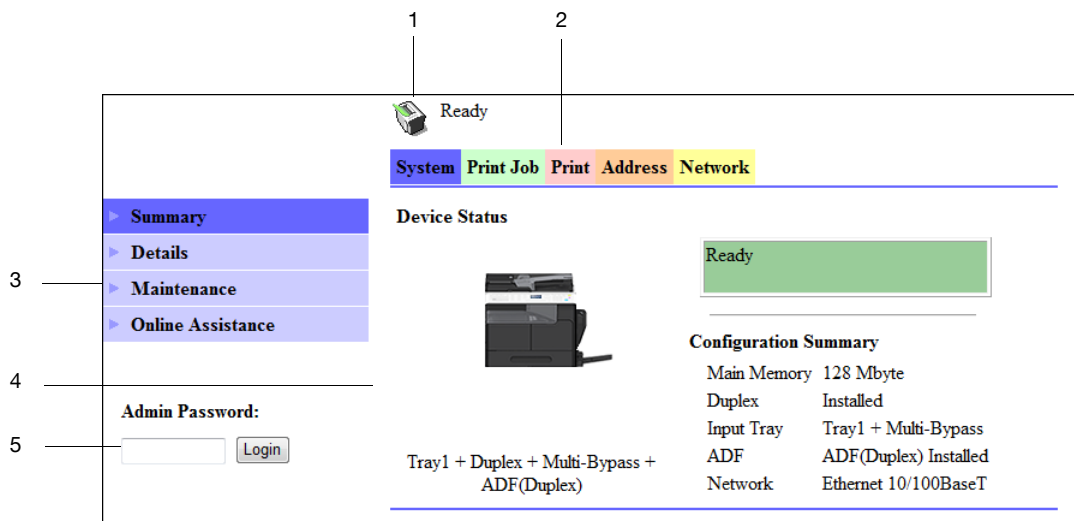 1
2
Ready
System Print Job Print Address Network
Summary
Details
Maintenance
Online Assistance
3
4
Admin Password:
5
Login
Device Status
Tray1 + Duplex + Multi-Bypass +
ADF(Duplex)
Ready
Configuration Summary
Main Memory 128 Mbyte
Duplex Installed
Input Tray Tray1 + Multi-Bypass
ADF ADF(Duplex) Installed
Network Ethernet 10/100BaseT